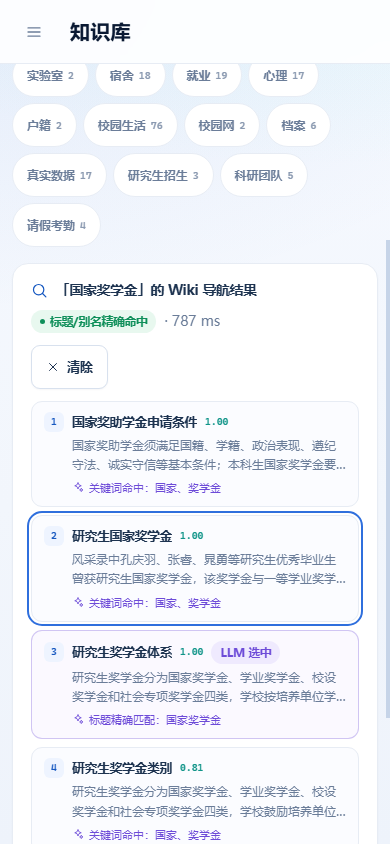 知识库
实验室 2 宿舍 18 就业 19 心理 17
户籍 2 校园生活 76 校园网 2 档案 6
真实数据 17 研究生招生 3 科研团队 5
请假考勤 4
「国家奖学金」的 Wiki 导航结果
标题/别名精确命中 · 787 ms
× 清除
1 国家奖助学金申请条件 1.00
国家奖助学金须满足国籍、学籍、政治表现、遵纪
守法、诚实守信等基本条件；本科生国家奖学金要...
关键词命中：国家、奖学金
2 研究生国家奖学金 1.00
风采录中孔庆羽、张睿、晁勇等研究生优秀毕业生
曾获研究生国家奖学金，该奖学金与一等学业奖学...
关键词命中：国家、奖学金
3 研究生奖学金体系 1.00 LLM 选中
研究生奖学金分为国家奖学金、学业奖学金、校设
奖学金和社会专项奖学金四类，学校按培养单位学...
标题精确匹配：国家奖学金
4 研究生奖学金类别 0.81
研究生奖学金分为国家奖学金、学业奖学金、校设
奖学金和社会专项奖学金四类，学校鼓励培养单位...
关键词命中：国家、奖学金